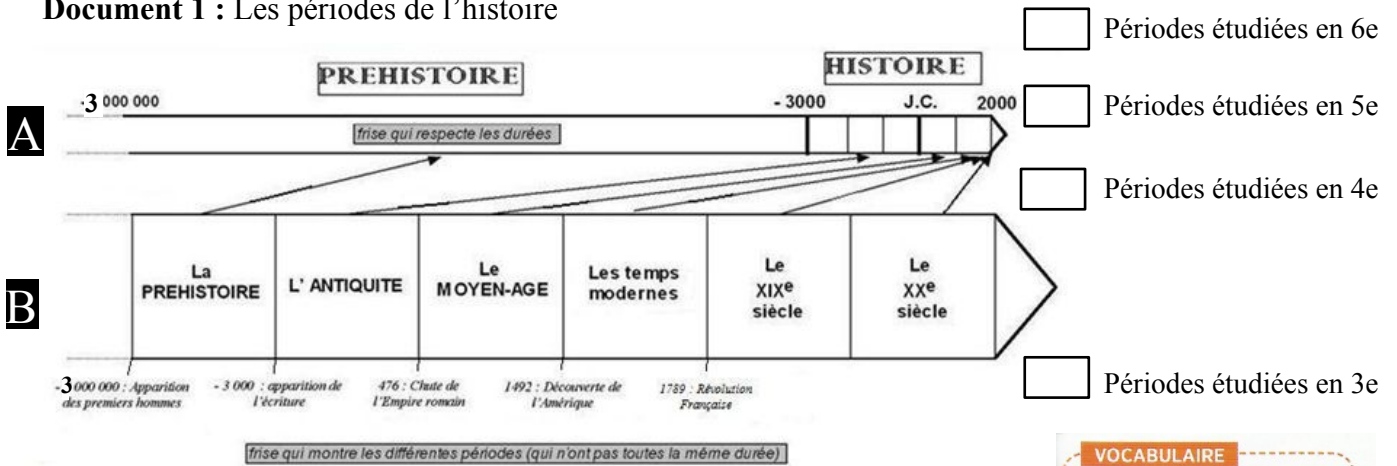 Document 1 : Les périodes de l'histoire
Périodes étudiées en 6e
PREHISTOIRE
HISTOIRE
-3 000 000
- 3000
J.C.
2000
Périodes étudiées en 5e
A
frise qui respecte les durées
Périodes étudiées en 4e
B
La
PREHISTOIRE
L' ANTIQUITE
Le
MOYEN-AGE
Les temps
modernes
Le
XIXe
siècle
Le
XXe
siècle
-3 000 000 : Apparition
des premiers hommes
- 3 000 : apparition de
l'écriture
476 : Chute de
l'Empire romain
1492 : Découverte de
l'Amérique
1789 : Révolution
Française
Périodes étudiées en 3e
frise qui montre les différentes périodes (qui n'ont pas toutes la même durée)
VOCABULAIRE